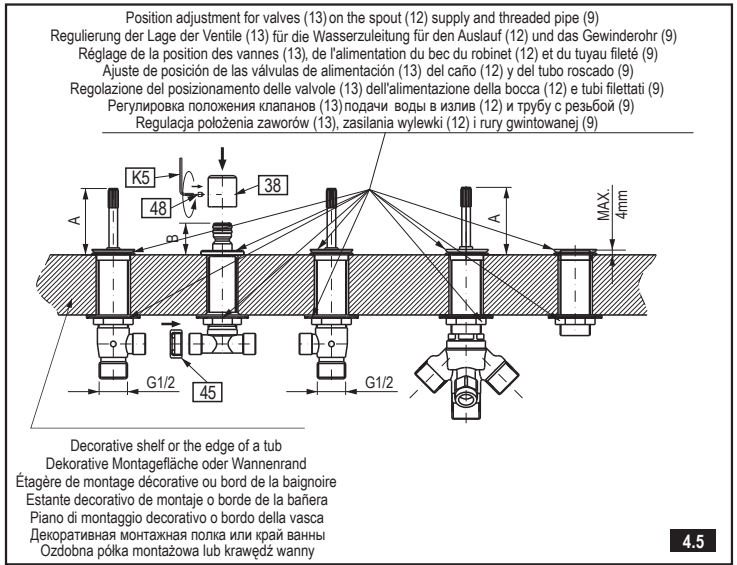 Position adjustment for valves (13) on the spout (12) supply and threaded pipe (9)
Regulierung der Lage der Ventile (13) für die Wasserzuleitung für den Auslauf (12) und das Gewinderohr (9)
Réglage de la position des vannes (13), de l'alimentation du bec du robinet (12) et du tuyau fileté (9)
Ajuste de posición de las válvulas de alimentación (13) del caño (12) y del tubo roscado (9)
Regolazione del posizionamento delle valvole (13) dell'alimentazione della bocca (12) e tubi filettati (9)
Регулировка положения клапанов (13) подачи воды в излив (12) и трубу с резьбой (9)
Regulacja położenia zaworów (13), zasilania wylewki (12) i rury gwintowanej (9)
K5
38
48
A
B
A
MAX.
4mm
G1/2
45
G1/2
Decorative shelf or the edge of a tub
Dekorative Montagefläche oder Wannenrand
Étagère de montage décorative ou bord de la baignoire
Estante decorativo de montaje o borde de la bañera
Piano di montaggio decorativo o bordo della vasca
Декоративная монтажная полка или край ванны
Ozdobna półka montażowa lub krawędź wanny
4.5